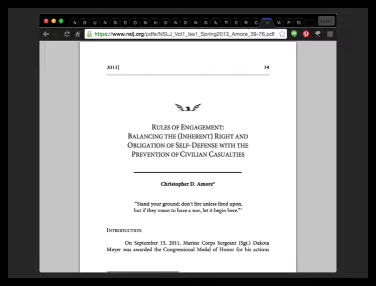 https://www.nslj.org/pdfs/NSLJ_Vol1_Iss1_Spring2013_Amore_39-76.pdf
2013] 39
RULES OF ENGAGEMENT:
BALANCING THE (INHERENT) RIGHT AND
OBLIGATION OF SELF-DEFENSE WITH THE
PREVENTION OF CIVILIAN CASUALTIES
Christopher D. Amore*
"Stand your ground; don't fire unless fired upon,
but if they mean to have a war, let it begin here."¹
INTRODUCTION
On September 15, 2011, Marine Corps Sergeant (Sgt.) Dakota
Meyer was awarded the Congressional Medal of Honor for his actions